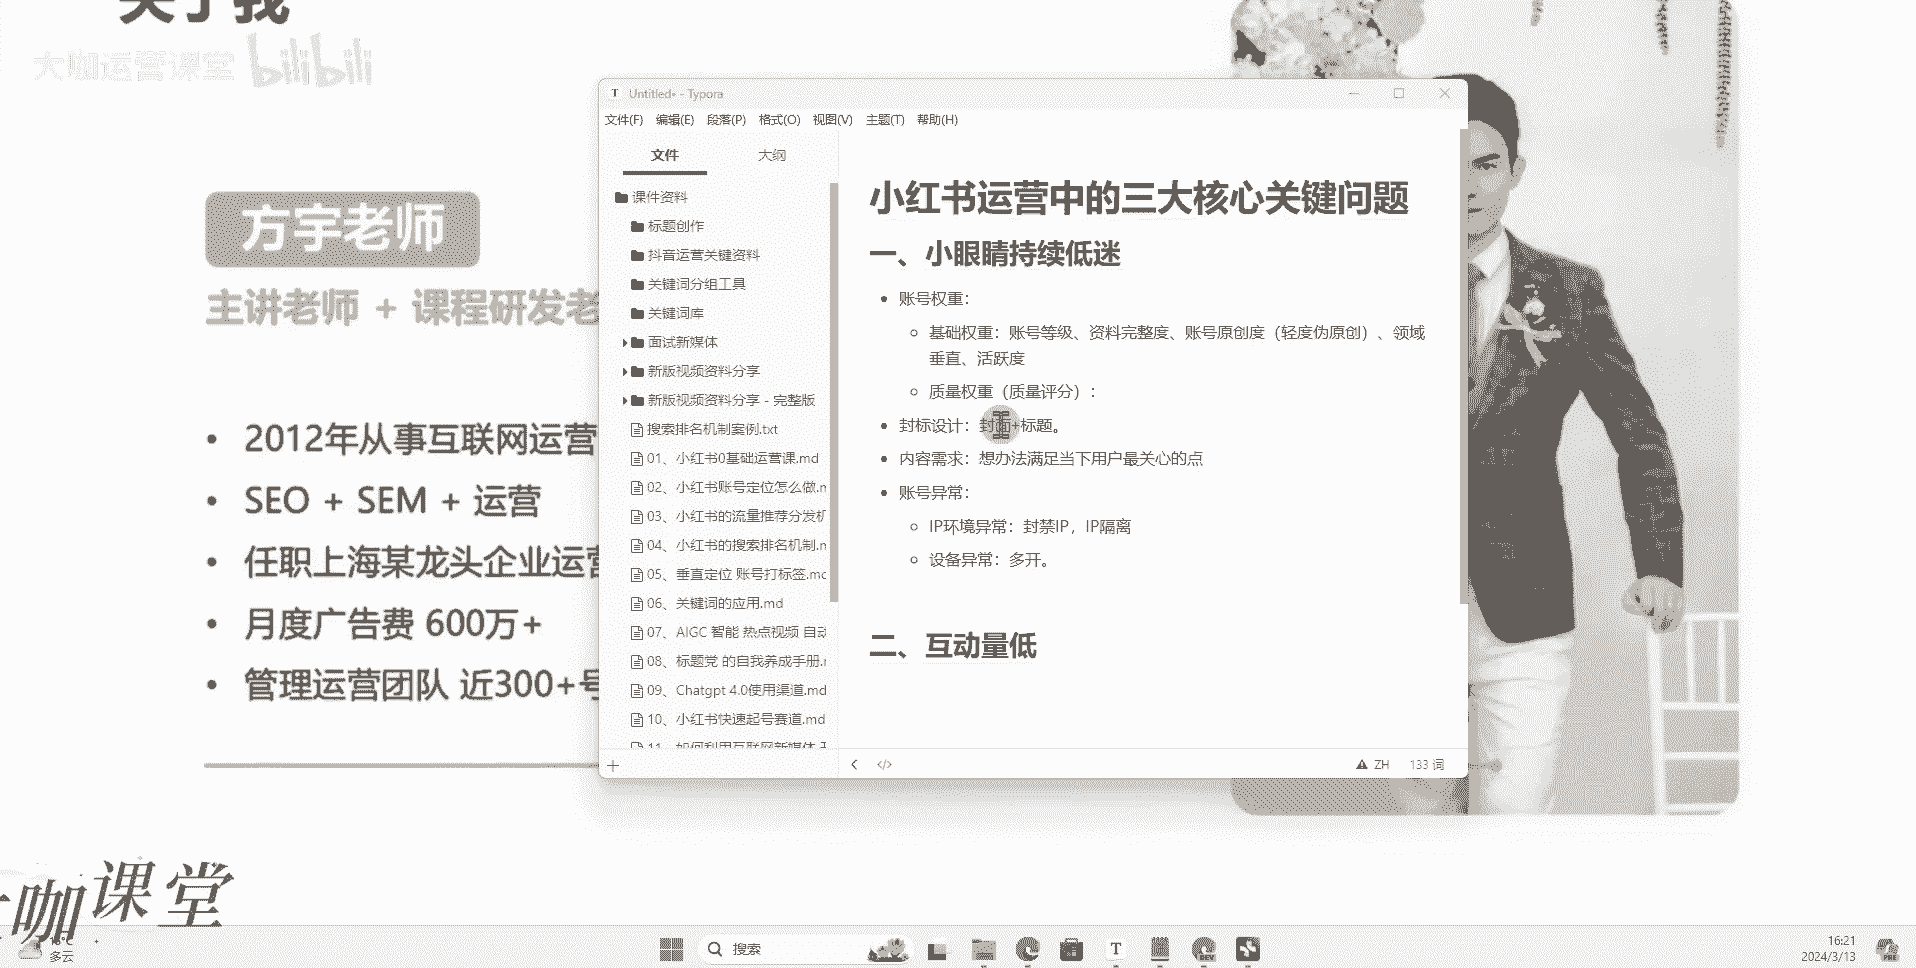 关于我
大咖运营课堂 bilibili
方宇老师
主讲老师 + 课程研发老
2012年从事互联网运营
SEO + SEM + 运营
任职上海某龙头企业运营
月度广告费 600万+
管理运营团队 近300+号
Untitled• - Typora
文件(F) 编辑(E) 段落(P) 格式(O) 视图(V) 主题(T) 帮助(H)
文件 大纲
课件资料
标题创作
抖音运营关键资料
关键词分组工具
关键词库
面试新媒体
新版视频资料分享
新版视频资料分享 - 完整版
搜索排名机制案例.txt
01、小红书0基础运营课.md
02、小红书账号定位怎么做.m
03、小红书的流量推荐分发机
04、小红书的搜索排名机制.m
05、垂直定位 账号打标签.mc
06、关键词的应用.md
07、AIGC 智能 热点视频 自动
08、标题党 的自我养成手册.r
09、Chatgpt 4.0使用渠道.md
10、小红书快速起号赛道.md
11、如何利用互联网新媒体
小红书运营中的三大核心关键问题
一、小眼睛持续低迷
账号权重：
基础权重：账号等级、资料完整度、账号原创度（轻度伪原创）、领域
垂直、活跃度
质量权重（质量评分）：
封标设计：封面+标题。
内容需求：想办法满足当下用户最关心的点
账号异常：
IP环境异常：封禁IP，IP隔离
设备异常：多开。
二、互动量低
ZH 133 词
咖课堂
多云
搜索
T
DEV
16:21
2024/3/13
PRE